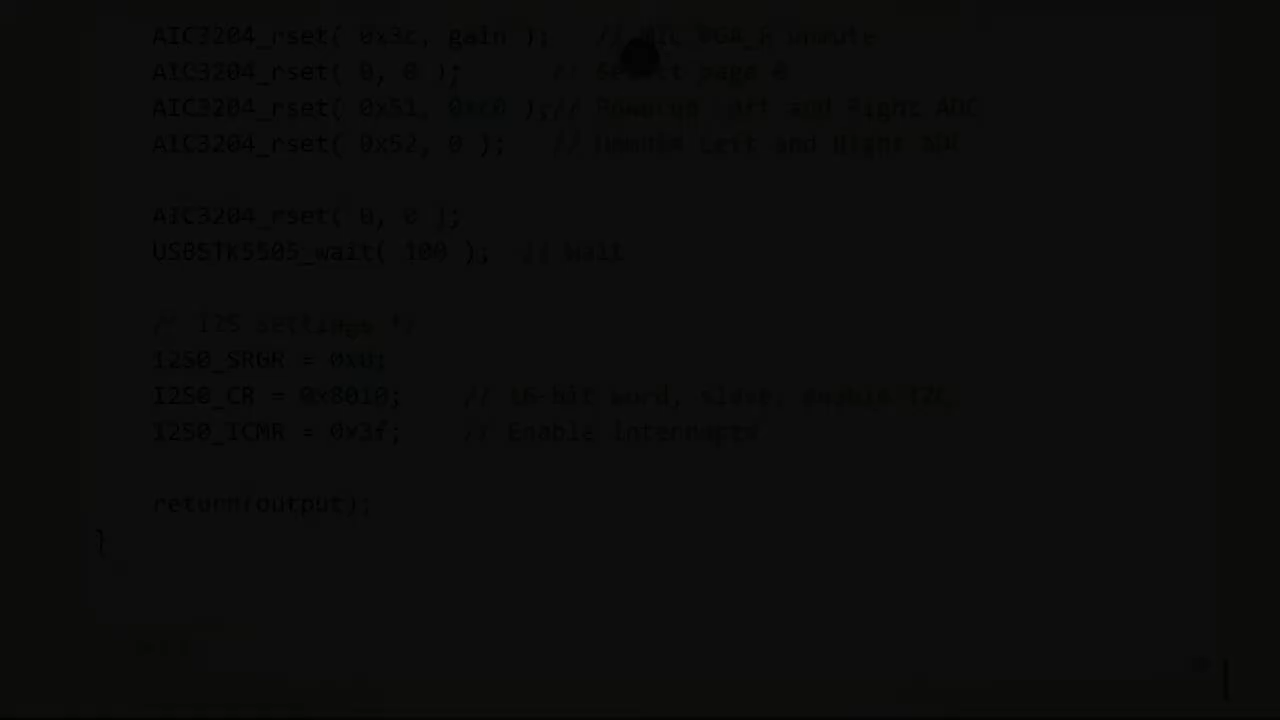 AIC3204_rset( 0x3c, gain ); // MIC_PGA_R unmute
AIC3204_rset( 0, 0 ); // Select page 0
AIC3204_rset( 0x51, 0xc0 );// Powerup Left and Right ADC
AIC3204_rset( 0x52, 0 ); // Unmute Left and Right ADC
AIC3204_rset( 0, 0 );
USBSTK5505_wait( 100 ); // Wait
/* I2S settings */
I2S0_SRGR = 0x0;
I2S0_CR = 0x8010; // 16-bit word, slave, enable I2C
I2S0_ICMR = 0x3f; // Enable interrupts
return(output);
}